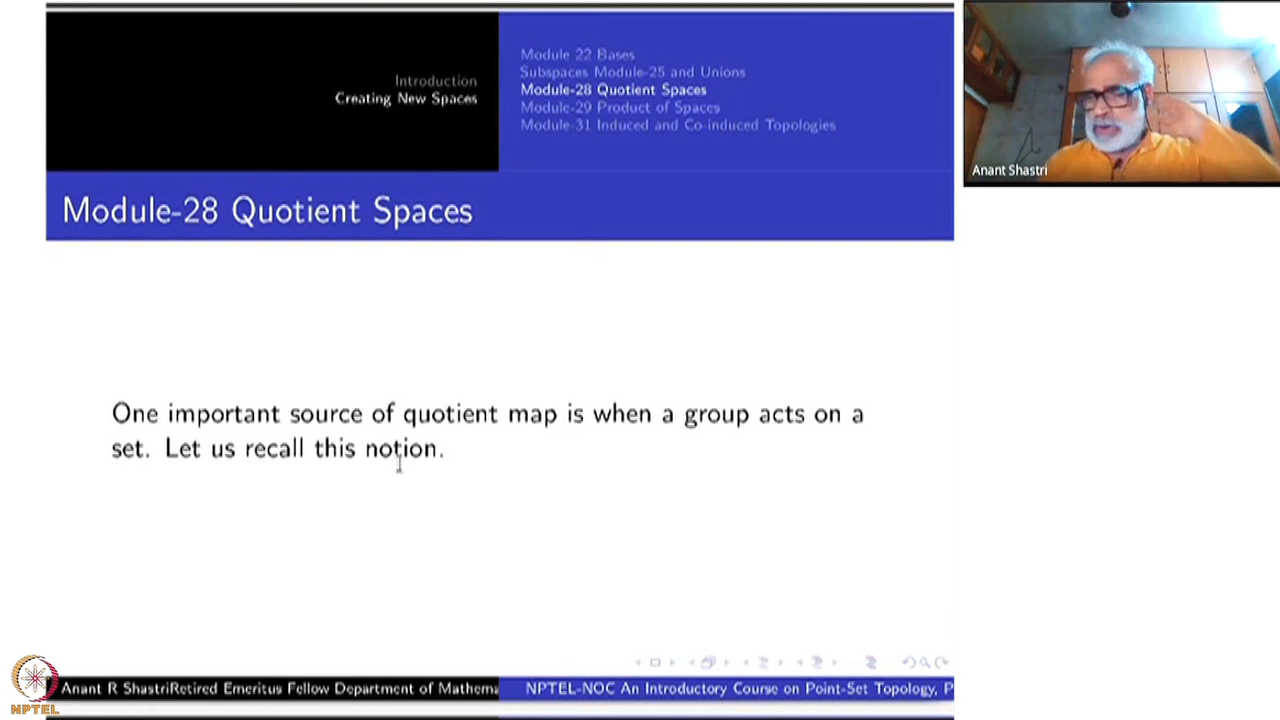 Introduction
Creating New Spaces
Module 22 Bases
Subspaces Module-25 and Unions
Module-28 Quotient Spaces
Module-29 Product of Spaces
Module-31 Induced and Co-induced Topologies
Anant Shastri
Module-28 Quotient Spaces
One important source of quotient map is when a group acts on a
set. Let us recall this notion.
Anant R ShastriRetired Emeritus Fellow Department of Mathema
NPTEL-NOC An Introductory Course on Point-Set Topology, P
NPTEL